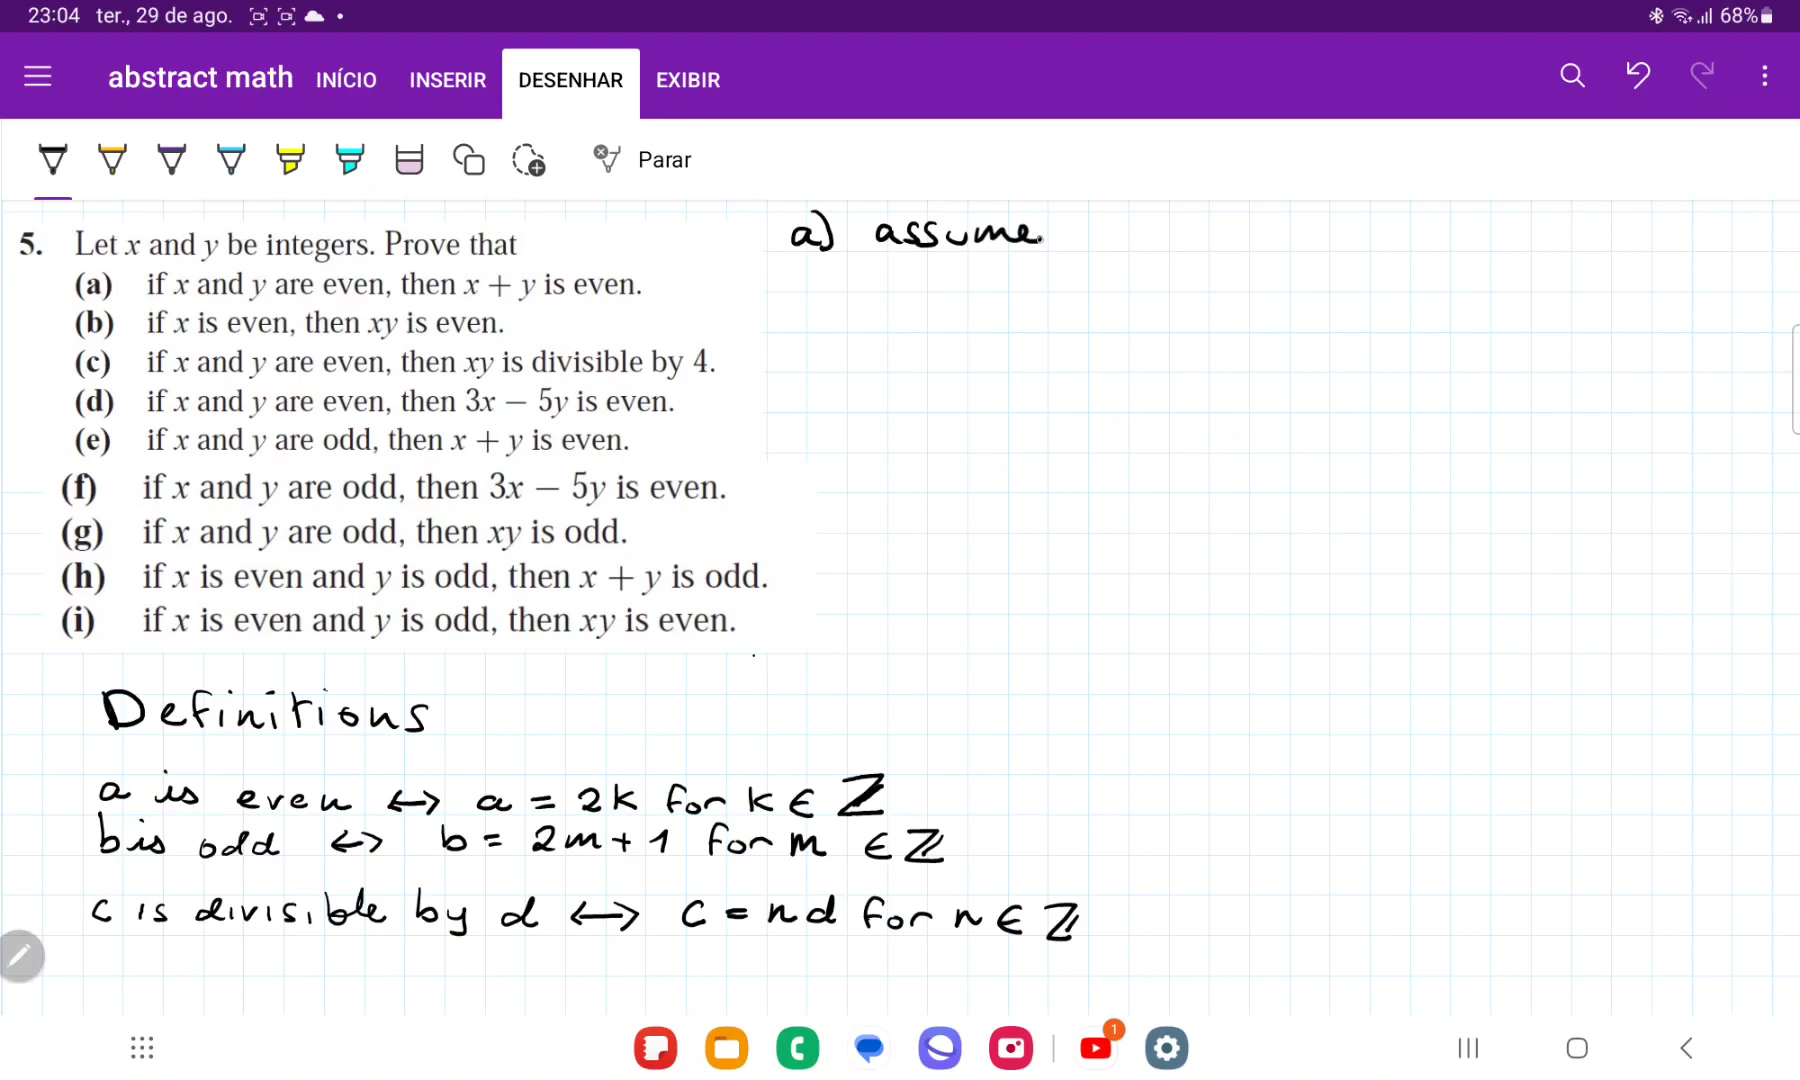 23:04 ter., 29 de ago.
68%
abstract math INÍCIO INSERIR DESENHAR EXIBIR
Parar
5. Let x and y be integers. Prove that
(a) if x and y are even, then x + y is even.
(b) if x is even, then xy is even.
(c) if x and y are even, then xy is divisible by 4.
(d) if x and y are even, then 3x − 5y is even.
(e) if x and y are odd, then x + y is even.
(f) if x and y are odd, then 3x − 5y is even.
(g) if x and y are odd, then xy is odd.
(h) if x is even and y is odd, then x + y is odd.
(i) if x is even and y is odd, then xy is even.
a) assume
Definitions
a is even ↔ a = 2k for k ∈ ℤ
b is odd ↔ b = 2m + 1 for m ∈ ℤ
c is divisible by d ↔ c = nd for n ∈ ℤ
1